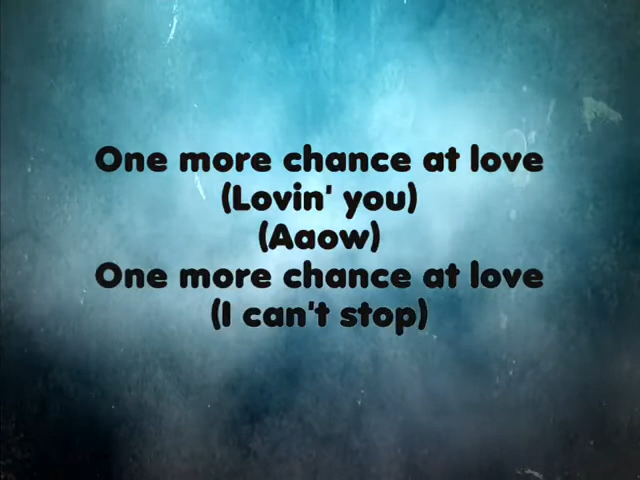 One more chance at love
(Lovin' you)
(Aaow)
One more chance at love
(I can't stop)